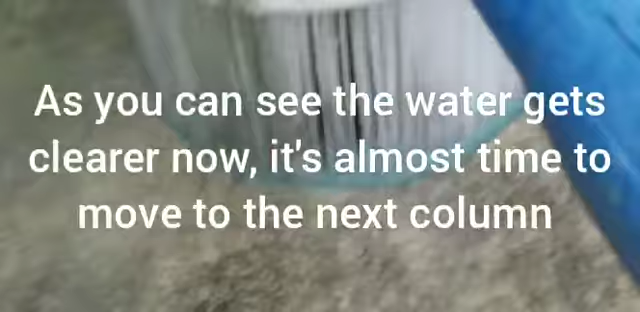 As you can see the water gets
clearer now, it's almost time to
move to the next column